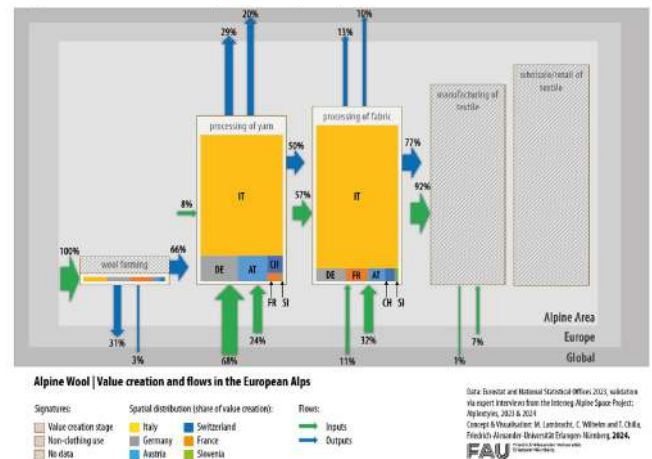 20%
10%
29%
13%
wholesale/retail of
textile
manufacturing of
textile
processing of yarn
processing of fabric
50%
77%
IT
IT
8%
57%
92%
100%
66%
wool farming
DE
AT
CH
DE
FR
AT
FR
SI
CH
SI
Alpine Area
31%
24%
32%
7%
Europe
3%
68%
11%
1%
Global
Alpine Wool | Value creation and flows in the European Alps
Signatures:
Spatial distribution (share of value creation):
Flows:
Value creation stage
Italy
Switzerland
Inputs
Non-clothing use
Germany
France
Outputs
No data
Austria
Slovenia
Data: Eurostat and National Statistical Offices 2023, validation
via expert interviews from the Interreg Alpine Space Project;
Alptextyles, 2023 & 2024
Concept & Visualisation: M. Lambracht, C. Wilhelm and T. Chilla,
Friedrich-Alexander-Universität Erlangen-Nürnberg, 2024.
FAU
Friedrich-Alexander-Universität
Erlangen-Nürnberg